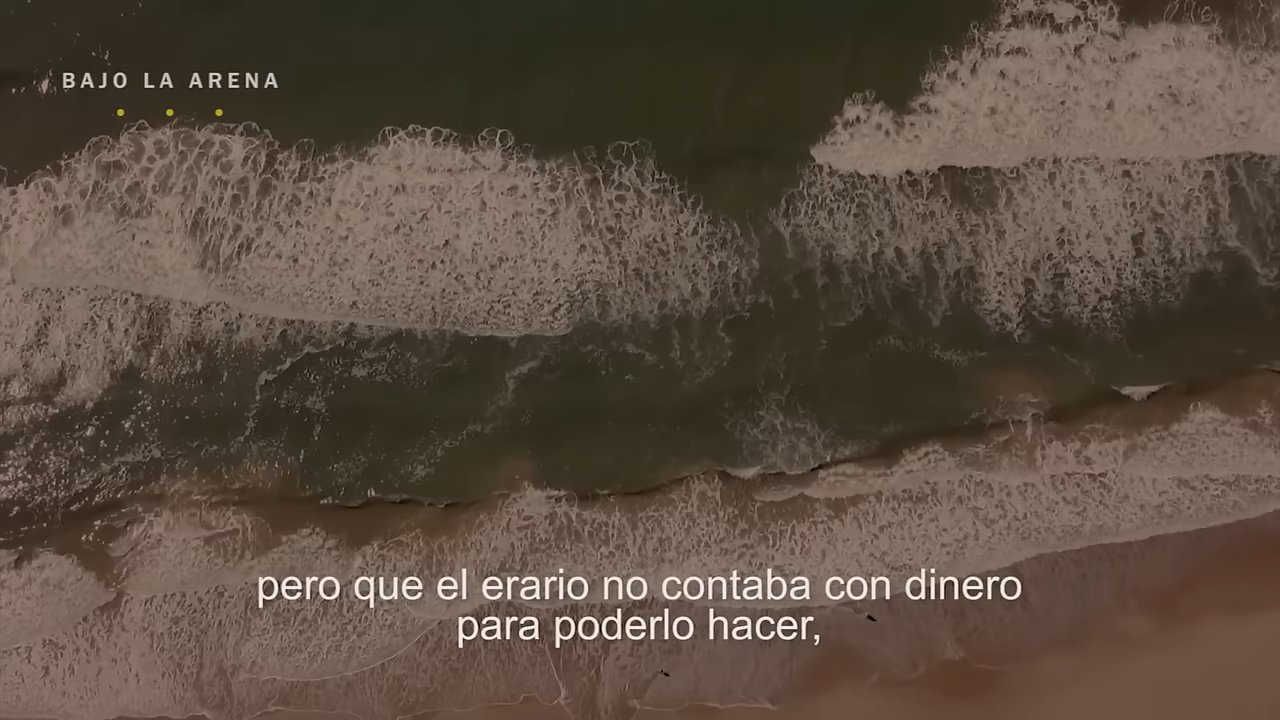 BAJO LA ARENA
pero que el erario no contaba con dinero
para poderlo hacer,